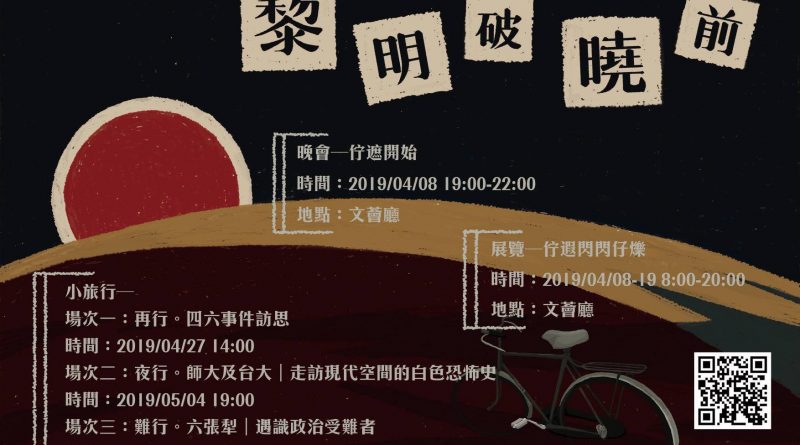 黎明破曉前
晚會—佇遮開始
時間：2019/04/08 19:00-22:00
地點：文薈廳
展覽—佇遐閃閃仔爍
時間：2019/04/08-19 8:00-20:00
地點：文薈廳
小旅行—
場次一：再行。四六事件訪思
時間：2019/04/27 14:00
場次二：夜行。師大及台大｜走訪現代空間的白色恐怖史
時間：2019/05/04 19:00
場次三：難行。六張犁｜遇識政治受難者